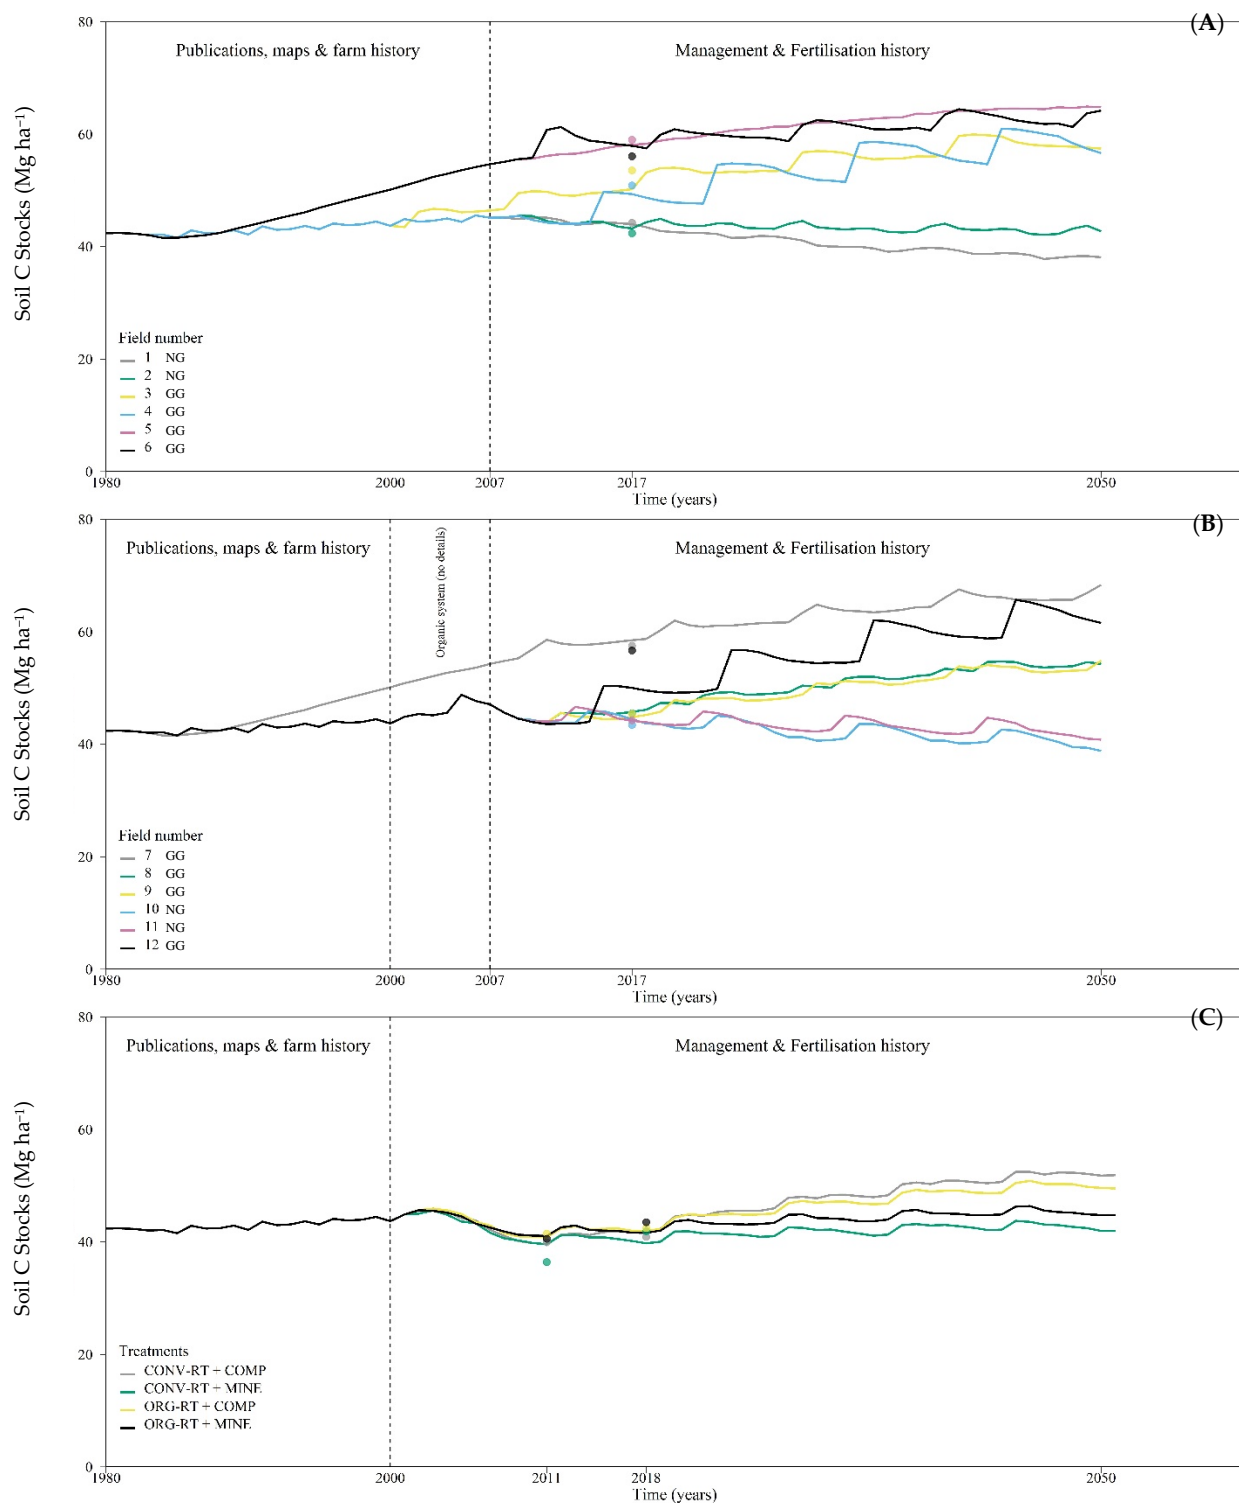 (A)
80
Publications, maps & farm history
Management & Fertilisation history
60
Soil C Stocks (Mg ha⁻¹)
40
Field number
1 NG
2 NG
3 GG
4 GG
5 GG
6 GG
20
0
1980
2000
2007
2017
2050
Time (years)
(B)
80
Publications, maps & farm history
Organic system (no details)
Management & Fertilisation history
60
Soil C Stocks (Mg ha⁻¹)
40
Field number
7 GG
8 GG
9 GG
10 NG
11 NG
12 GG
20
0
1980
2000
2007
2017
2050
Time (years)
(C)
80
Publications, maps & farm history
Management & Fertilisation history
60
Soil C Stocks (Mg ha⁻¹)
40
20
Treatments
CONV-RT + COMP
CONV-RT + MINE
ORG-RT + COMP
ORG-RT + MINE
0
1980
2000
2011
2018
2050
Time (years)